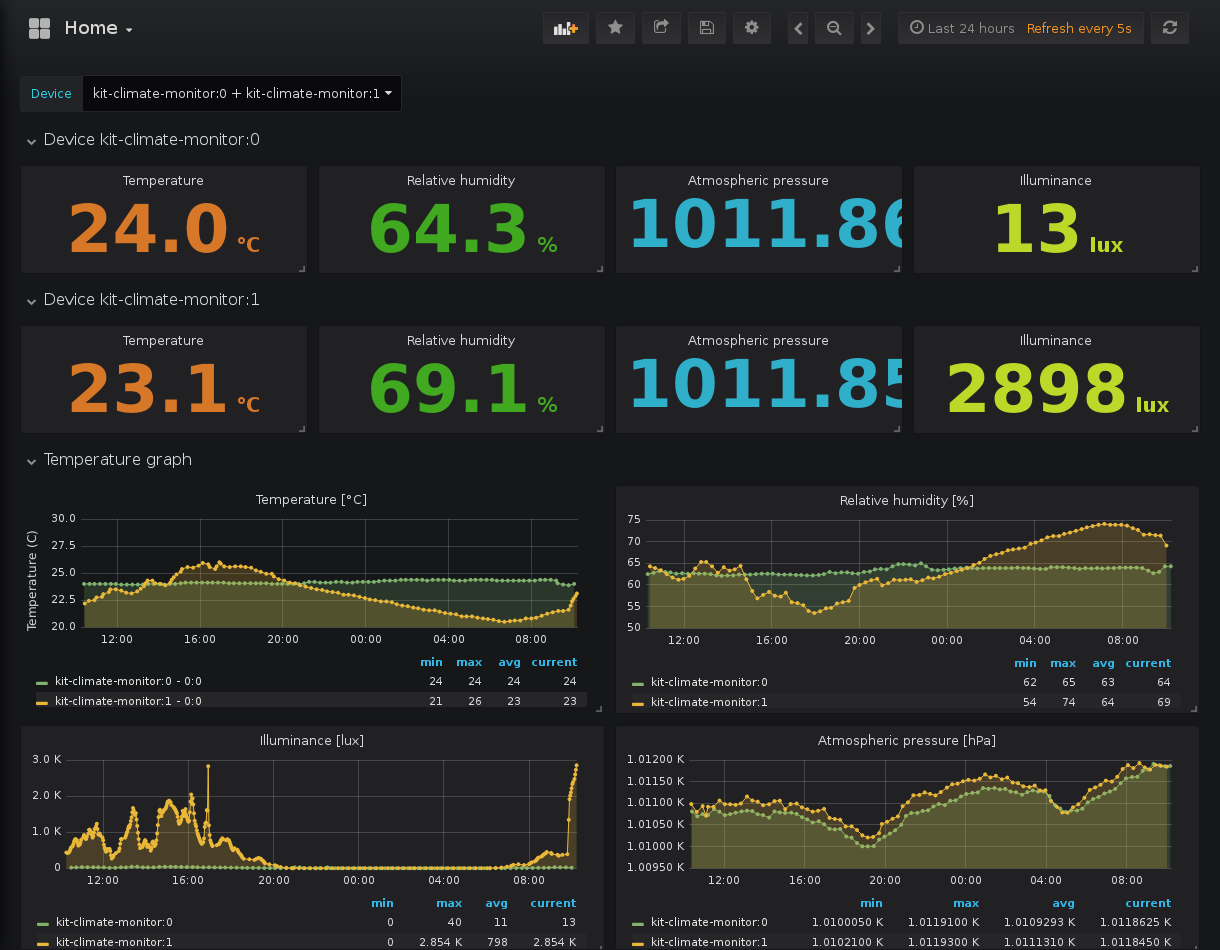 Home
Last 24 hours Refresh every 5s
Device kit-climate-monitor:0 + kit-climate-monitor:1
Device kit-climate-monitor:0
Temperature Relative humidity Atmospheric pressure Illuminance
24.0 °C 64.3 % 1011.86 13 lux
Device kit-climate-monitor:1
Temperature Relative humidity Atmospheric pressure Illuminance
23.1 °C 69.1 % 1011.85 2898 lux
Temperature graph
Temperature [°C]
Temperature (C)
30.0
27.5
25.0
22.5
20.0
12:00 16:00 20:00 00:00 04:00 08:00
min max avg current
kit-climate-monitor:0 - 0:0 24 24 24 24
kit-climate-monitor:1 - 0:0 21 26 23 23
Relative humidity [%]
75
70
65
60
55
50
12:00 16:00 20:00 00:00 04:00 08:00
min max avg current
kit-climate-monitor:0 62 65 63 64
kit-climate-monitor:1 54 74 64 69
Illuminance [lux]
3.0 K
2.0 K
1.0 K
0
12:00 16:00 20:00 00:00 04:00 08:00
min max avg current
kit-climate-monitor:0 0 40 11 13
kit-climate-monitor:1 0 2.854 K 798 2.854 K
Atmospheric pressure [hPa]
1.01200 K
1.01150 K
1.01100 K
1.01050 K
1.01000 K
1.00950 K
12:00 16:00 20:00 00:00 04:00 08:00
min max avg current
kit-climate-monitor:0 1.0100050 K 1.0119100 K 1.0109293 K 1.0118625 K
kit-climate-monitor:1 1.0102100 K 1.0119300 K 1.0111310 K 1.0118450 K